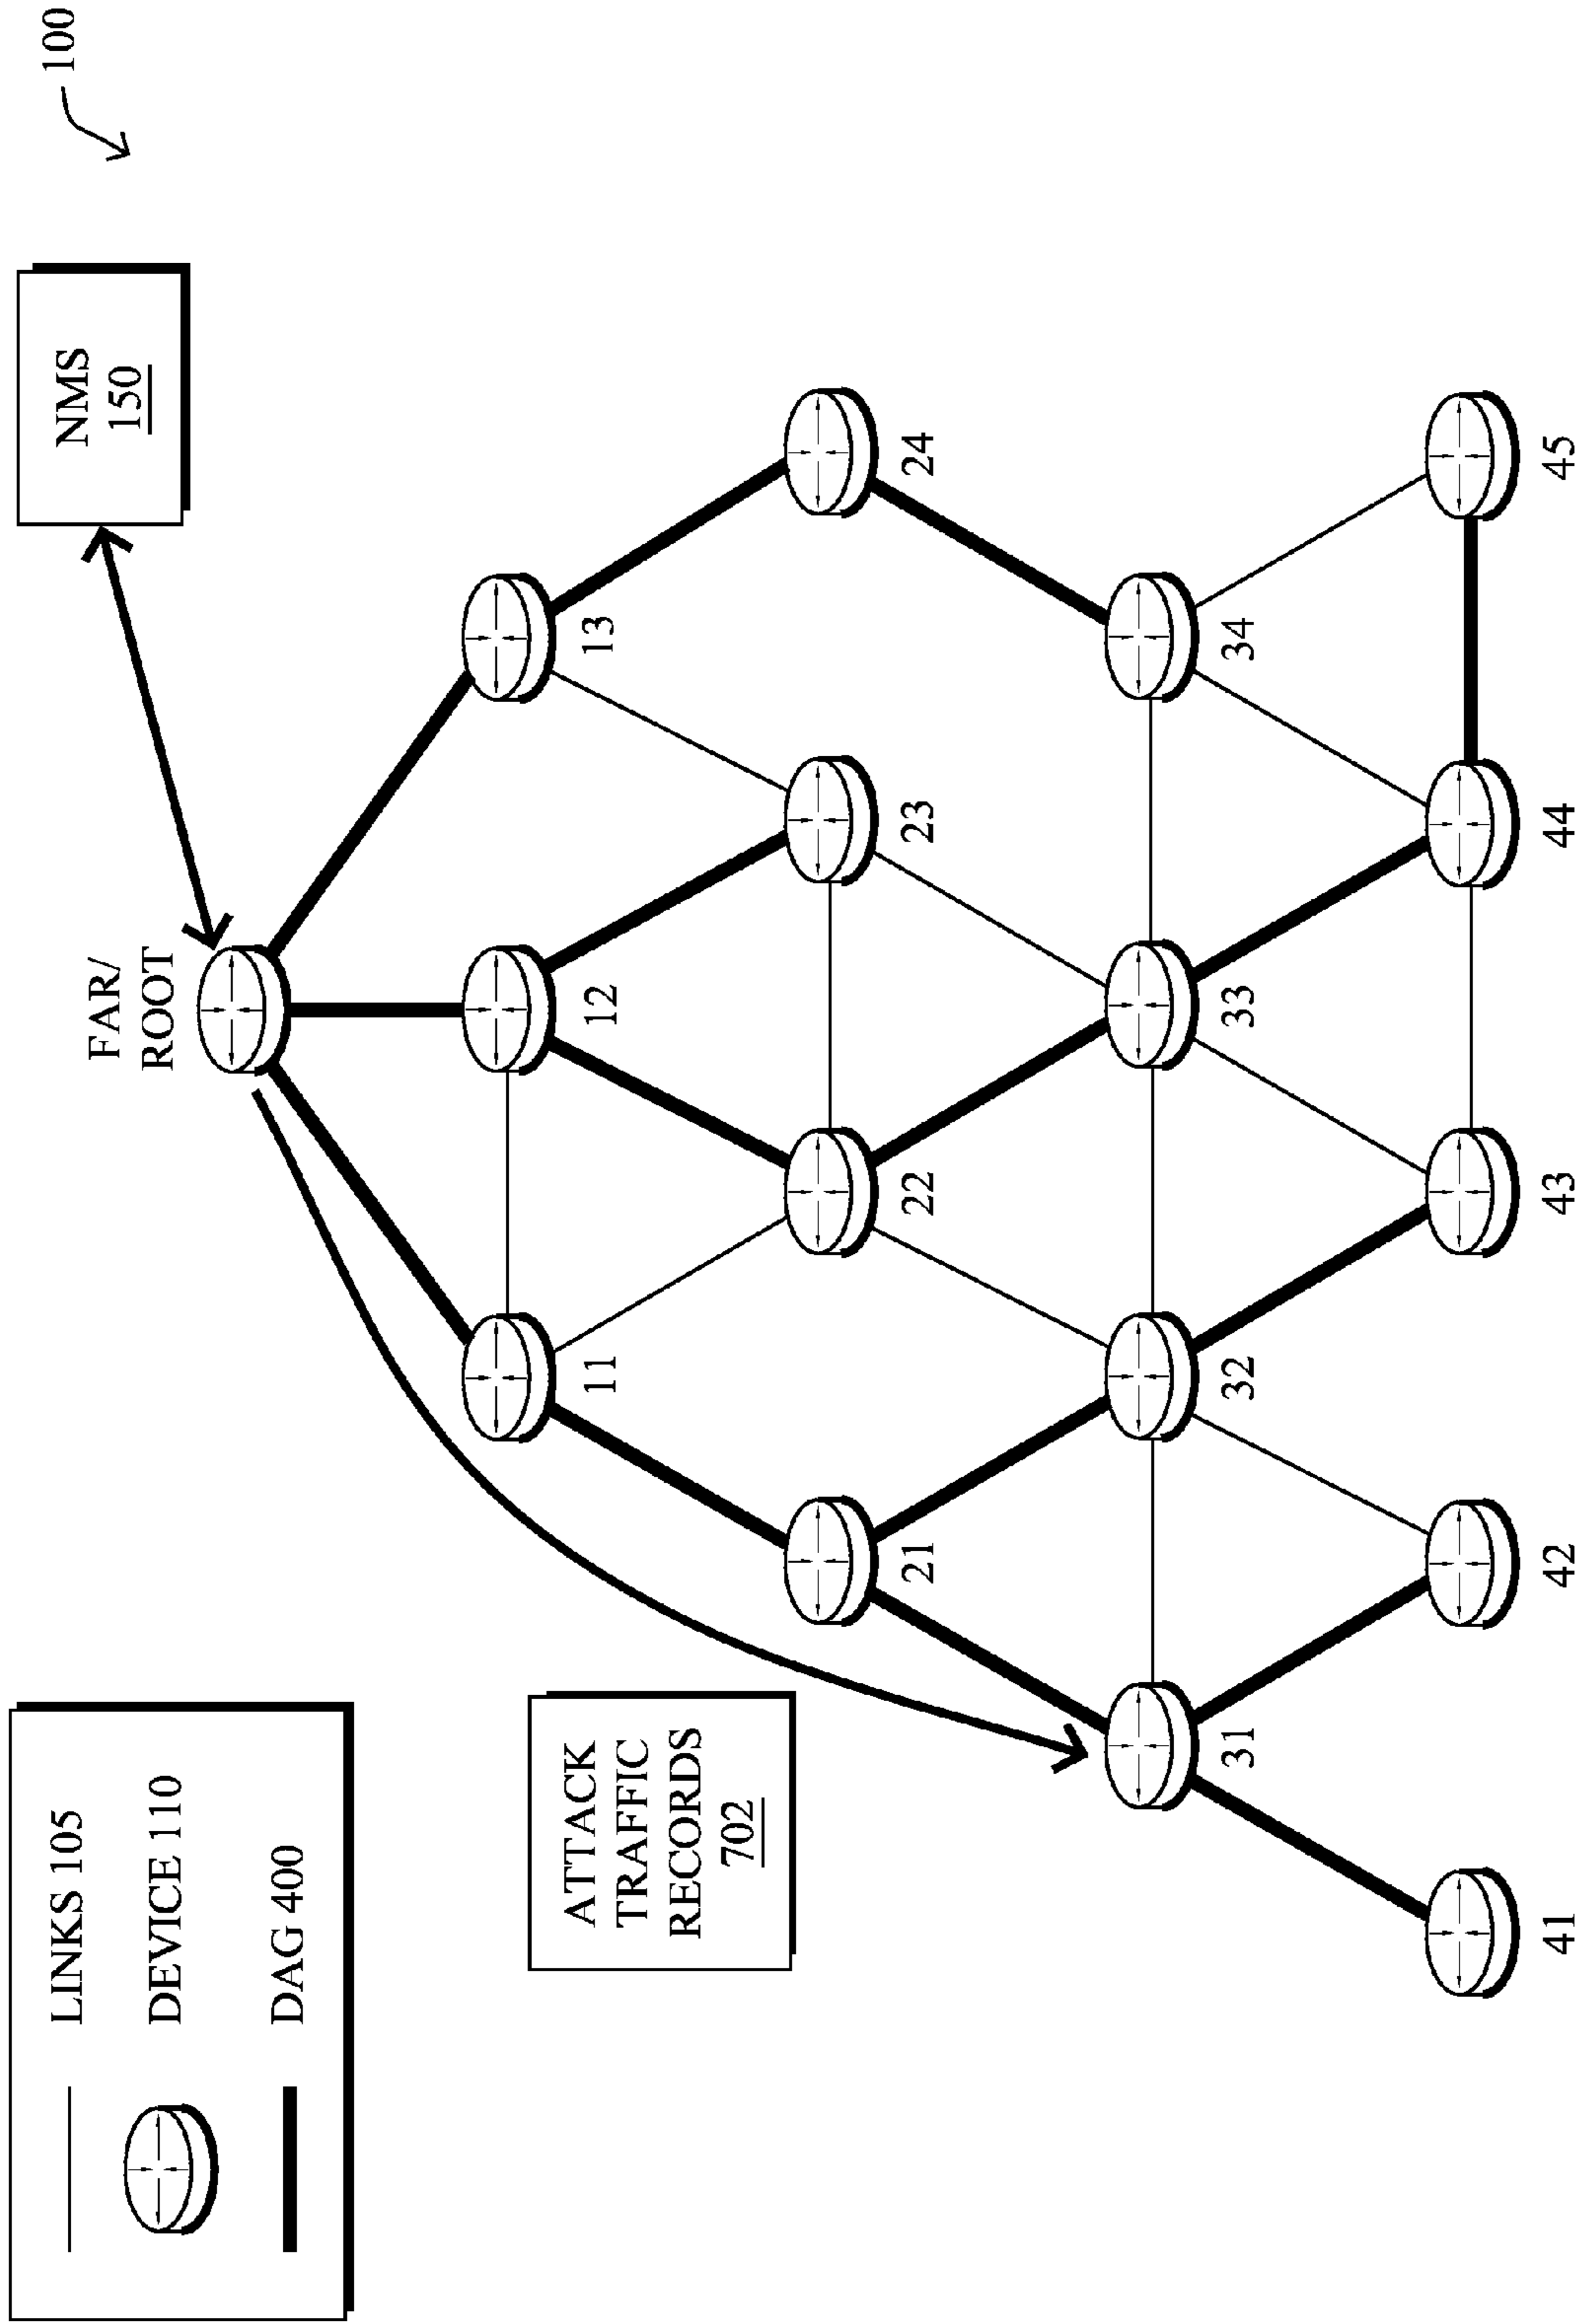 LINKS 105
DEVICE 110
DAG 400
100
NMS
150
FAR/
ROOT
ATTACK
TRAFFIC
RECORDS
702
11
12
13
21
22
23
24
31
32
33
34
41
42
43
44
45